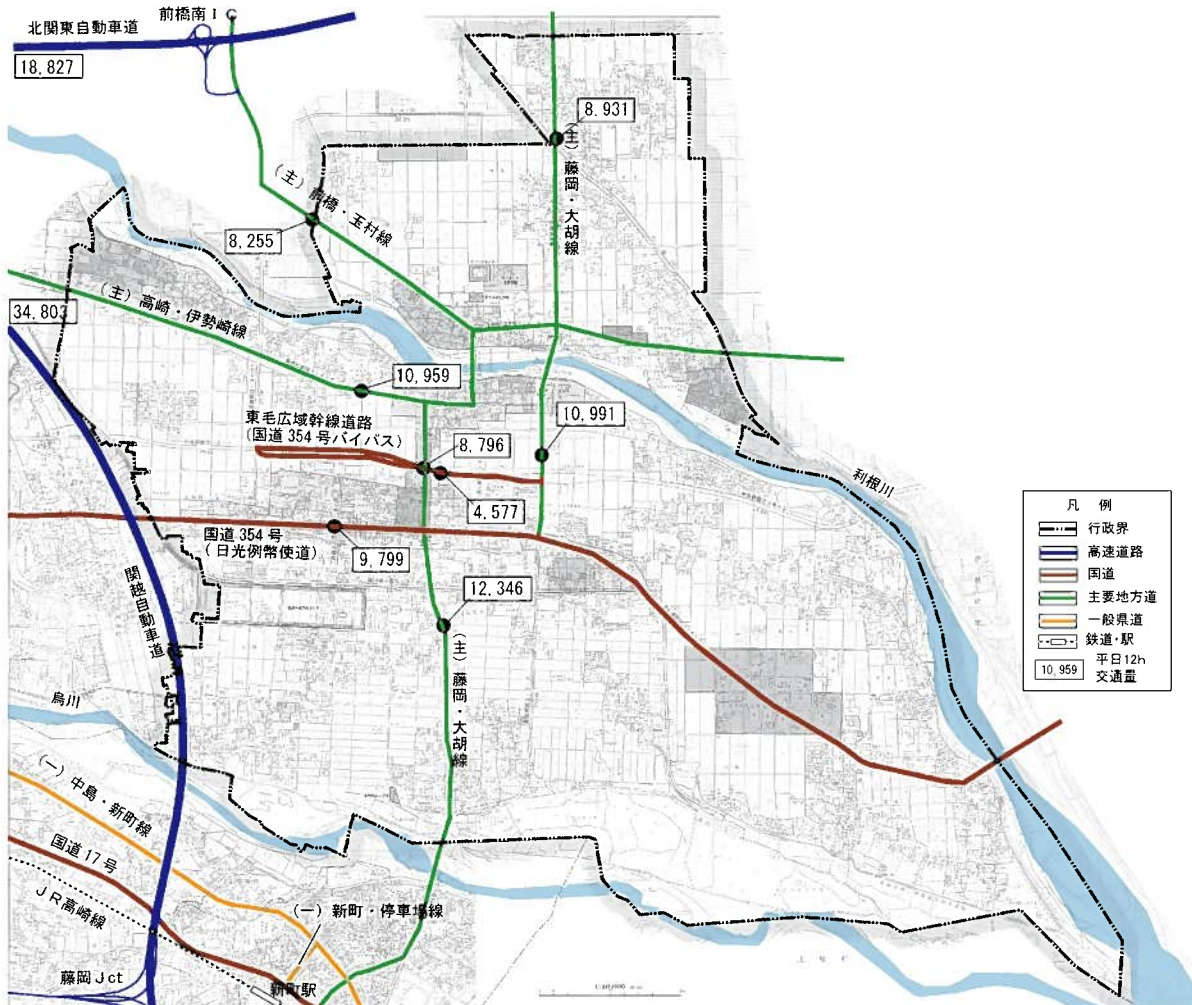 前橋南IC
北関東自動車道
18,827
8.931
(主)藤岡・大胡線
(主)前橋・玉村線
8,255
(主)高崎・伊勢崎線
34.803
10,959
10,991
東毛広域幹線道路
(国道354号バイパス)
8,796
4,577
利根川
国道354号
(日光例幣使道)
9,799
12,346
関越自動車道
(主)藤岡・大胡線
烏川
(一)中島・新町線
国道17号
JR高崎線
(一)新町・停車場線
藤岡Jct
新町駅
凡例
行政界
高速道路
国道
主要地方道
一般県道
鉄道・駅
10,959
平日12h
交通量